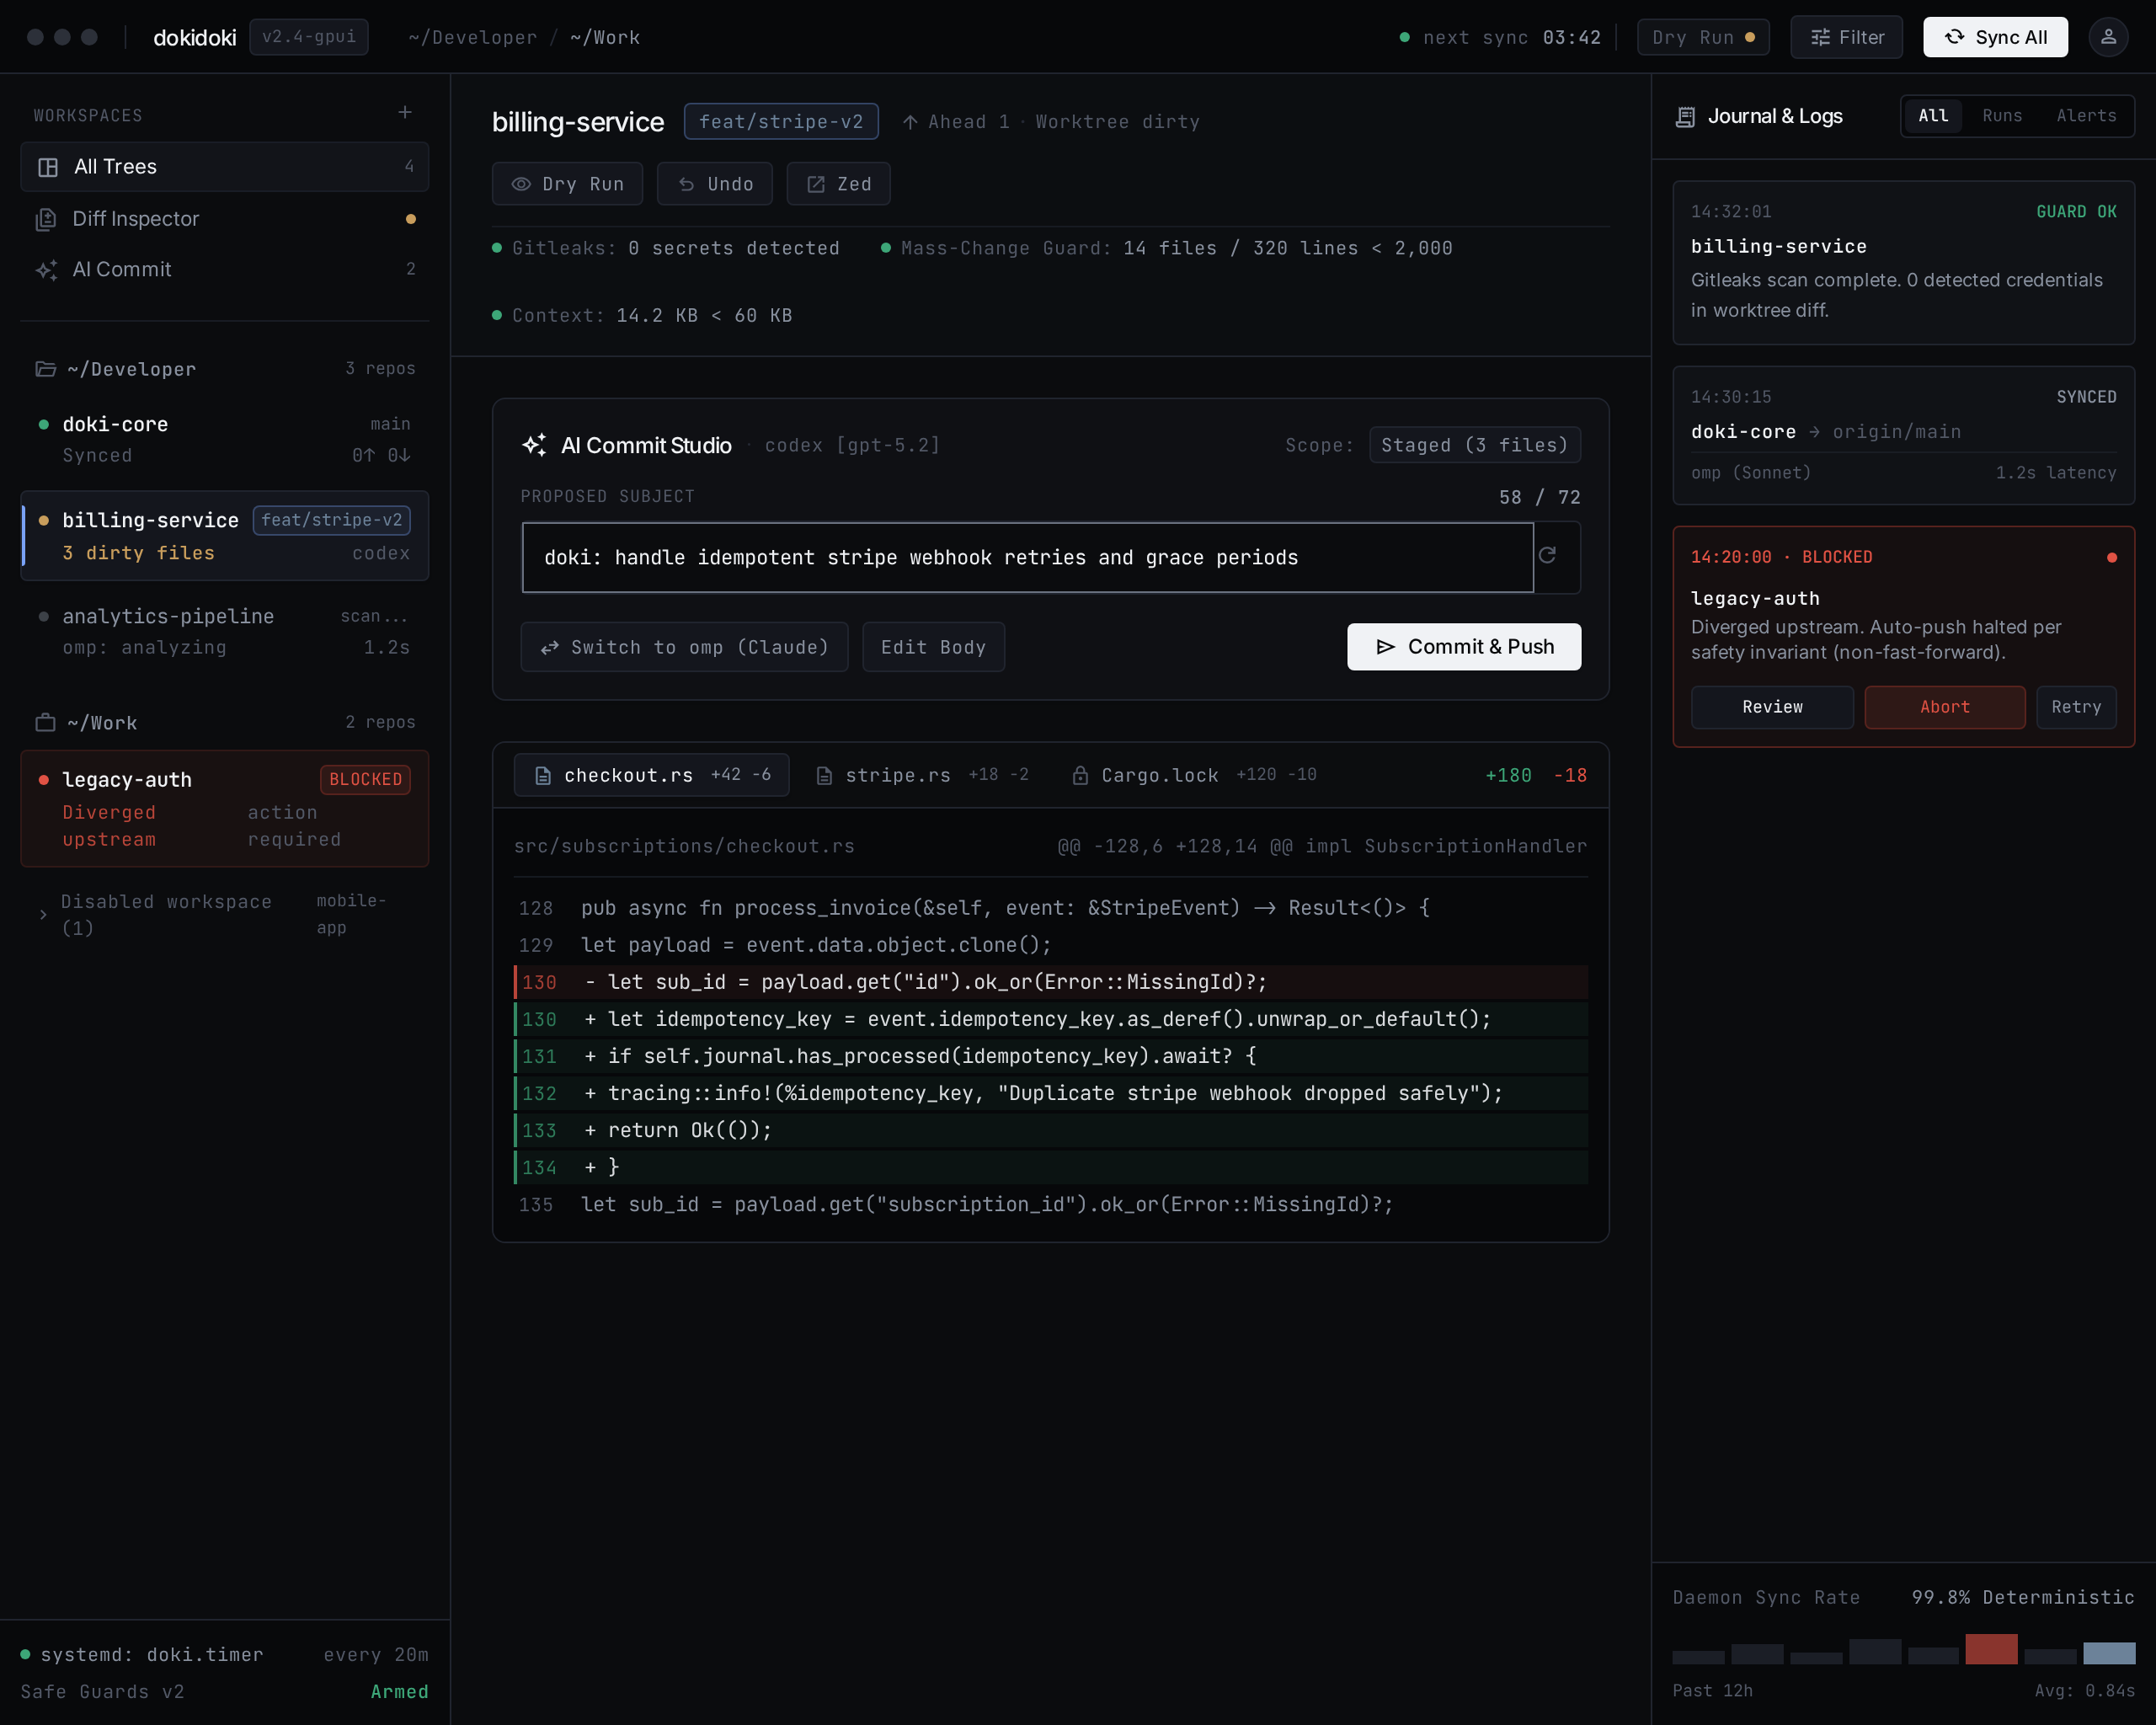 dokidoki v2.4-gpui ~/Developer / ~/Work
next sync 03:42 Dry Run Filter Sync All
WORKSPACES +
All Trees 4
Diff Inspector
AI Commit 2
~/Developer 3 repos
doki-core main
Synced 0↑ 0↓
billing-service feat/stripe-v2
3 dirty files codex
analytics-pipeline scan...
omp: analyzing 1.2s
~/Work 2 repos
legacy-auth BLOCKED
Diverged upstream action required
Disabled workspace (1) mobile-app
systemd: doki.timer every 20m
Safe Guards v2 Armed
billing-service feat/stripe-v2 ↑ Ahead 1 · Worktree dirty
Dry Run Undo Zed
Gitleaks: 0 secrets detected Mass-Change Guard: 14 files / 320 lines < 2,000
Context: 14.2 KB < 60 KB
AI Commit Studio · codex [gpt-5.2] Scope: Staged (3 files)
PROPOSED SUBJECT 58 / 72
doki: handle idempotent stripe webhook retries and grace periods
Switch to omp (Claude) Edit Body Commit & Push
checkout.rs +42 -6 stripe.rs +18 -2 Cargo.lock +120 -10 +180 -18
src/subscriptions/checkout.rs @@ -128,6 +128,14 @@ impl SubscriptionHandler
128 pub async fn process_invoice(&self, event: &StripeEvent) -> Result<()> {
129 let payload = event.data.object.clone();
130 - let sub_id = payload.get("id").ok_or(Error::MissingId)?;
130 + let idempotency_key = event.idempotency_key.as_deref().unwrap_or_default();
131 + if self.journal.has_processed(idempotency_key).await? {
132 + tracing::info!(%idempotency_key, "Duplicate stripe webhook dropped safely");
133 + return Ok(());
134 + }
135 let sub_id = payload.get("subscription_id").ok_or(Error::MissingId)?;
Journal & Logs All Runs Alerts
14:32:01 GUARD OK
billing-service
Gitleaks scan complete. 0 detected credentials
in worktree diff.
14:30:15 SYNCED
doki-core → origin/main
omp (Sonnet) 1.2s latency
14:20:00 · BLOCKED
legacy-auth
Diverged upstream. Auto-push halted per
safety invariant (non-fast-forward).
Review Abort Retry
Daemon Sync Rate 99.8% Deterministic
Past 12h Avg: 0.84s